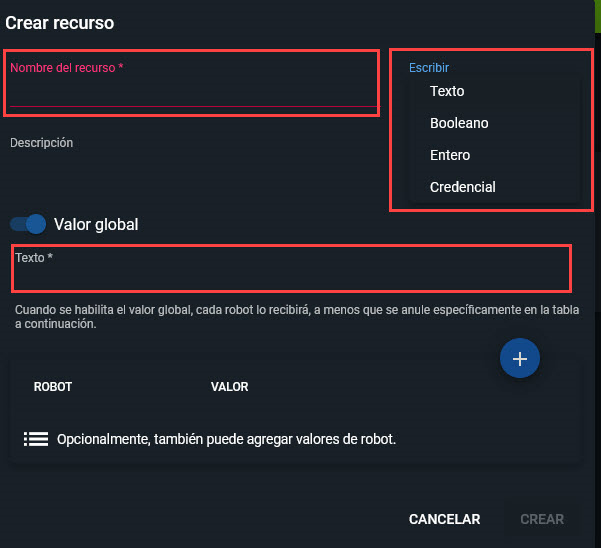 Crear recurso
Nombre del recurso *
Escribir
Texto
Booleano
Entero
Credencial
Descripción
Valor global
Texto *
Cuando se habilita el valor global, cada robot lo recibirá, a menos que se anule específicamente en la tabla
a continuación.
ROBOT VALOR
Opcionalmente, también puede agregar valores de robot.
CANCELAR CREAR